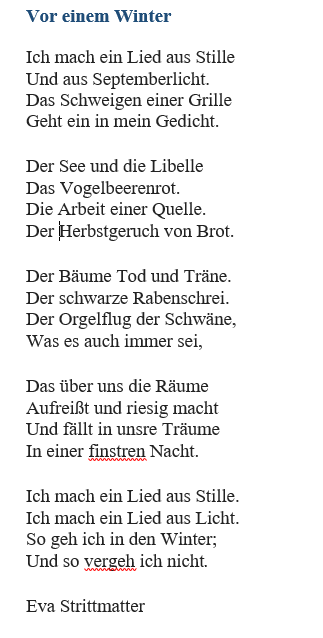 Vor einem Winter
Ich mach ein Lied aus Stille
Und aus Septemberlicht.
Das Schweigen einer Grille
Geht ein in mein Gedicht.
Der See und die Libelle
Das Vogelbeerenrot.
Die Arbeit einer Quelle.
Der Herbstgeruch von Brot.
Der Bäume Tod und Träne.
Der schwarze Rabenschrei.
Der Orgelflug der Schwäne,
Was es auch immer sei,
Das über uns die Räume
Aufreißt und riesig macht
Und fällt in unsre Träume
In einer finstren Nacht.
Ich mach ein Lied aus Stille.
Ich mach ein Lied aus Licht.
So geh ich in den Winter;
Und so vergeh ich nicht.
Eva Strittmatter